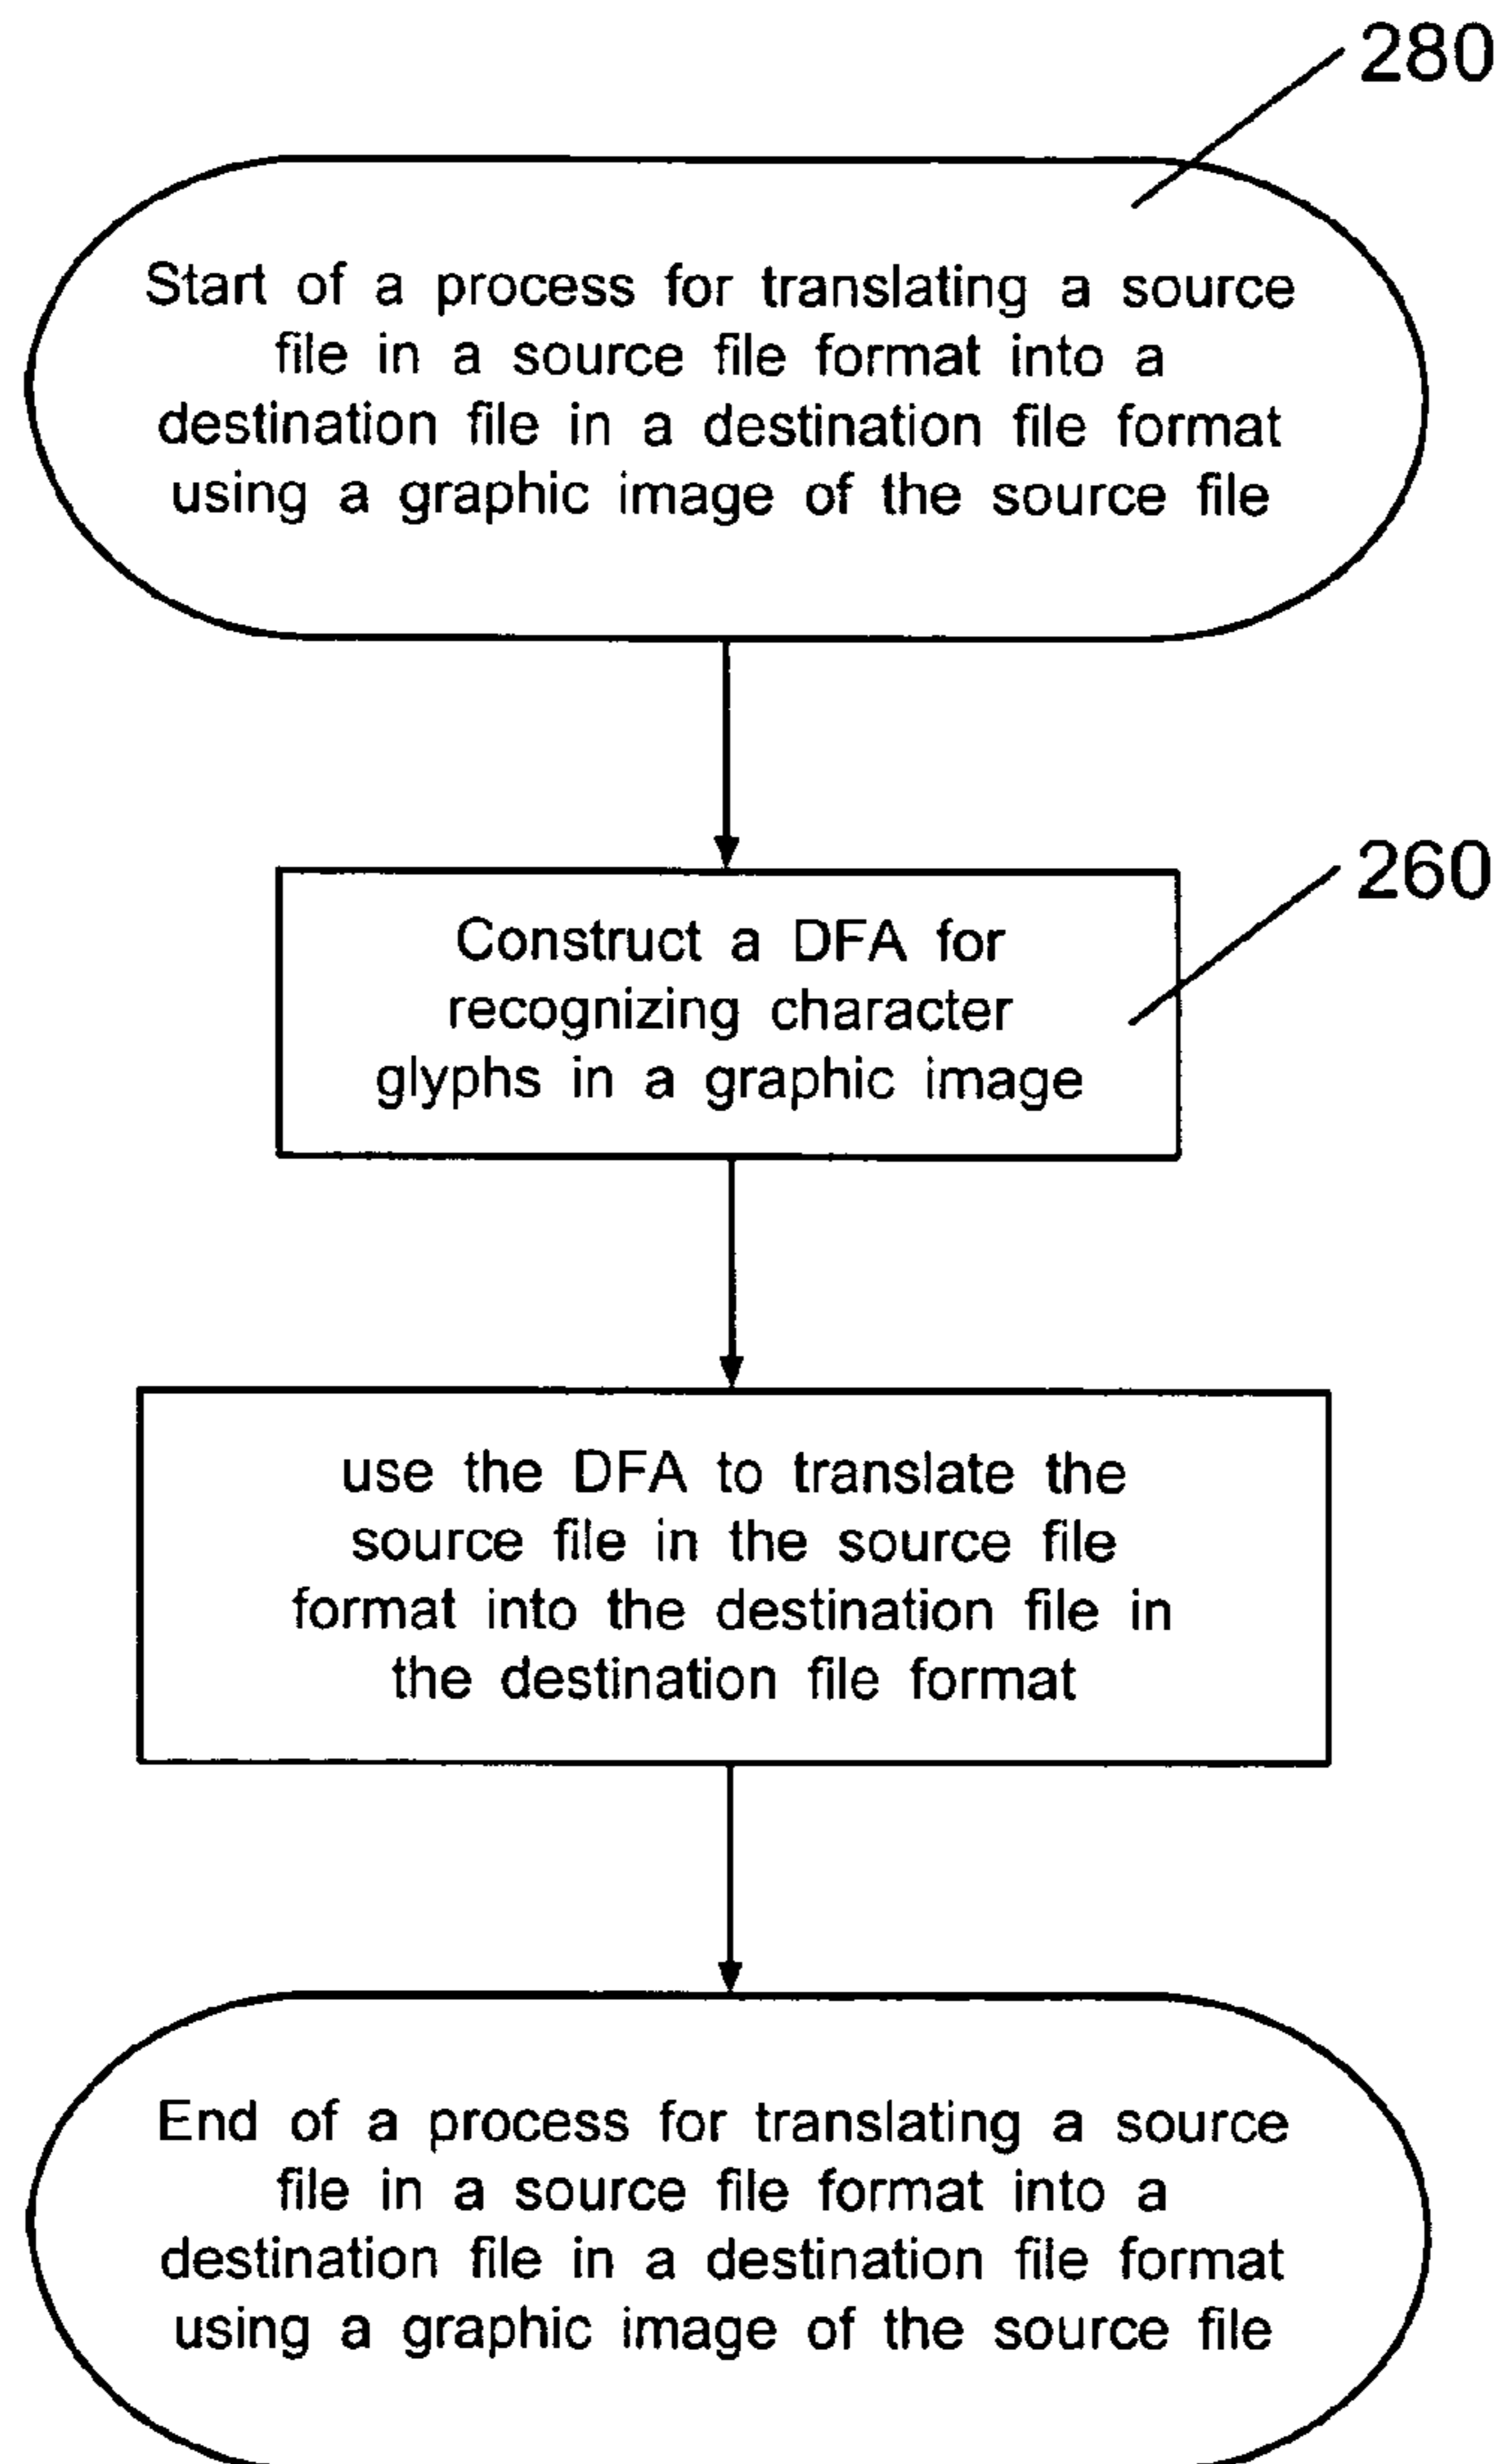 280
Start of a process for translating a source
file in a source file format into a
destination file in a destination file format
using a graphic image of the source file
260
Construct a DFA for
recognizing character
glyphs in a graphic image
use the DFA to translate the
source file in the source file
format into the destination file in
the destination file format
End of a process for translating a source
file in a source file format into a
destination file in a destination file format
using a graphic image of the source file